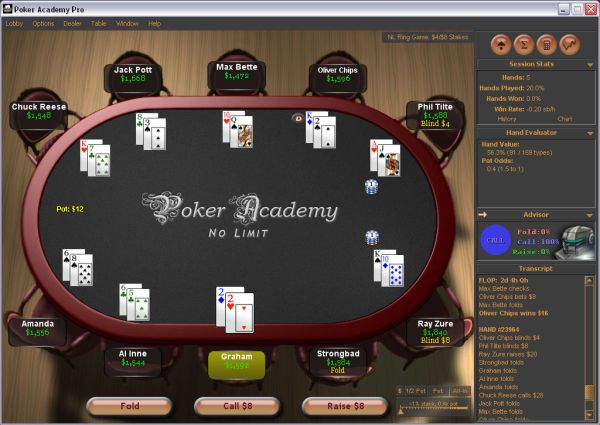 Poker Academy Pro
Lobby Options Dealer Table Window Help
NL Ring Game: $4/$8 Stakes
Jack Pott
$1,668
Max Bette
$1,472
Oliver Chips
$1,596
Chuck Reese
$1,548
Phil Tilte
$1,588
Blind $4
Pot: $12
Poker Academy
NO LIMIT
D
Amanda
$1,556
Al Inne
$1,544
Graham
$1,592
Strongbad
$1,584
Fold
Ray Zure
$1,840
Blind $8
Fold
Call $8
Raise $8
$ 1/2 Pot Pot All-In
Session Stats
Hands: 5
Hands Played: 20.0%
Hands Won: 0.0%
Win Rate: -0.20 sb/h
History Chart
Hand Evaluator
Hand Value:
56.3% (91 / 169 types)
Pot Odds:
0.4 (1.5 to 1)
Advisor
CALL
Fold:0%
Call:100%
Raise:0%
Transcript
FLOP: 2d 4h Qh
Max Bette checks
Oliver Chips bets $8
Max Bette folds
Oliver Chips wins $16
HAND #23964
Oliver Chips blinds $4
Phil Tilte blinds $8
Ray Zure raises $20
Strongbad folds
Graham folds
Al Inne folds
Amanda folds
Chuck Reese calls $28
Jack Pott folds
Max Bette folds
Oliver Chips folds